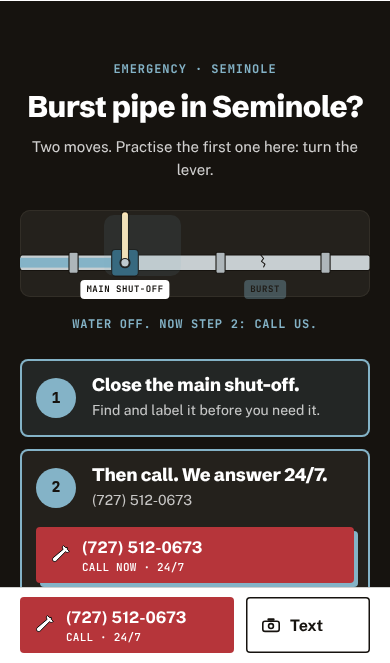 EMERGENCY · SEMINOLE
Burst pipe in Seminole?
Two moves. Practise the first one here: turn the
lever.
MAIN SHUT-OFF
BURST
WATER OFF. NOW STEP 2: CALL US.
1
Close the main shut-off.
Find and label it before you need it.
2
Then call. We answer 24/7.
(727) 512-0673
(727) 512-0673
CALL NOW · 24/7
(727) 512-0673
CALL · 24/7
Text